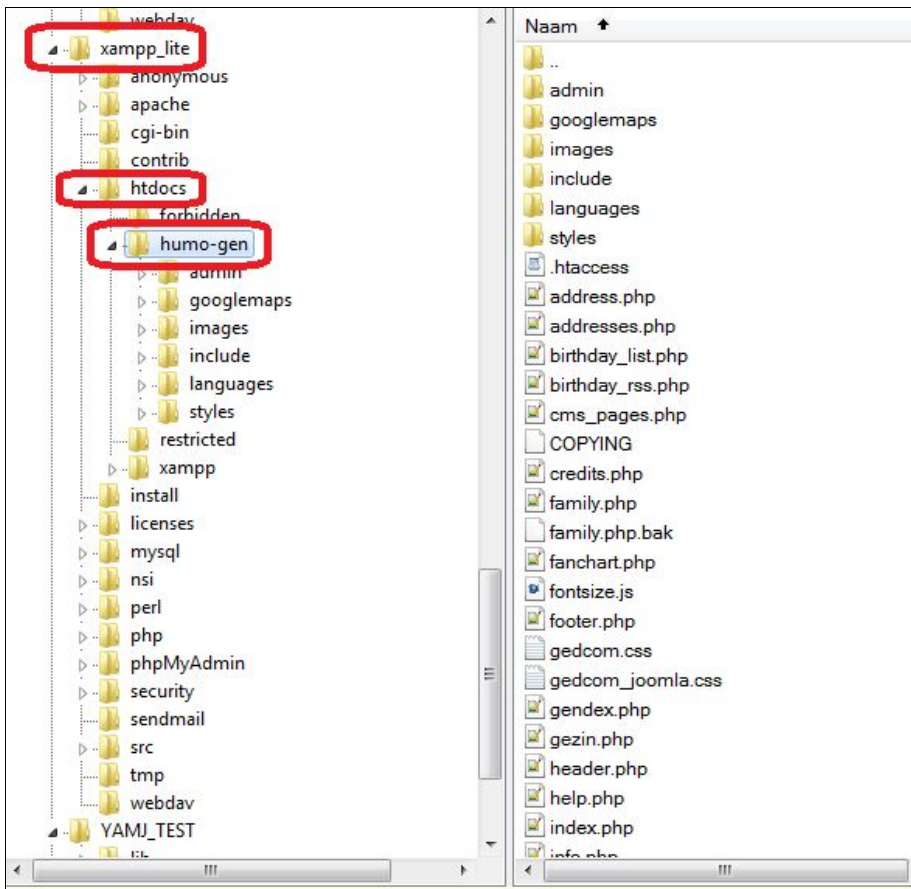 webdav
xampp_lite
anonymous
apache
cgi-bin
contrib
htdocs
forbidden
humo-gen
admin
googlemaps
images
include
languages
styles
restricted
xampp
install
licenses
mysql
nsi
perl
php
phpMyAdmin
security
sendmail
src
tmp
webdav
YAMJ_TEST
lib
Naam
..
admin
googlemaps
images
include
languages
styles
.htaccess
address.php
addresses.php
birthday_list.php
birthday_rss.php
cms_pages.php
COPYING
credits.php
family.php
family.php.bak
fanchart.php
fontsize.js
footer.php
gedcom.css
gedcom_joomla.css
gendex.php
gezin.php
header.php
help.php
index.php
info.php